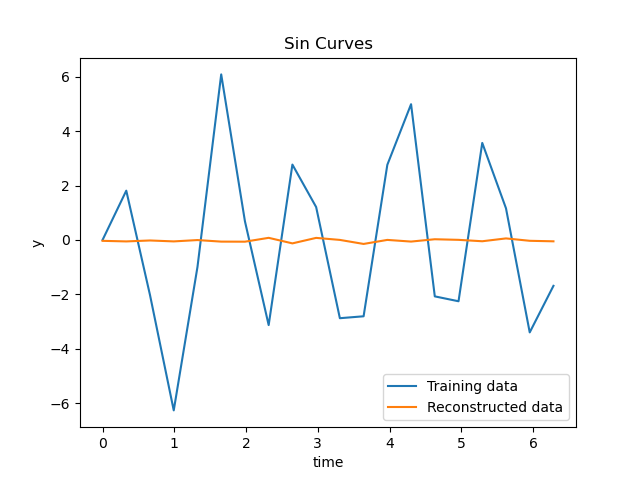 Sin Curves
6
4
2
0
−2
−4
−6
y
0 1 2 3 4 5 6
time
Training data
Reconstructed data